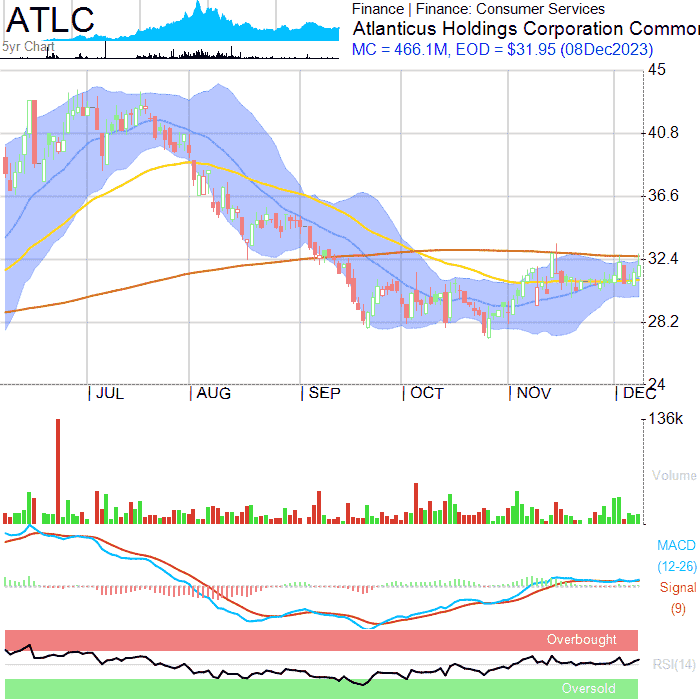 ATLC
5yr Chart
Finance | Finance: Consumer Services
Atlanticus Holdings Corporation Common
MC = 466.1M, EOD = $31.95 (08Dec2023)
45
40.8
36.6
32.4
28.2
24
JUL
AUG
SEP
OCT
NOV
DEC
136k
Volume
MACD
(12-26)
Signal
(9)
Overbought
RSI(14)
Oversold